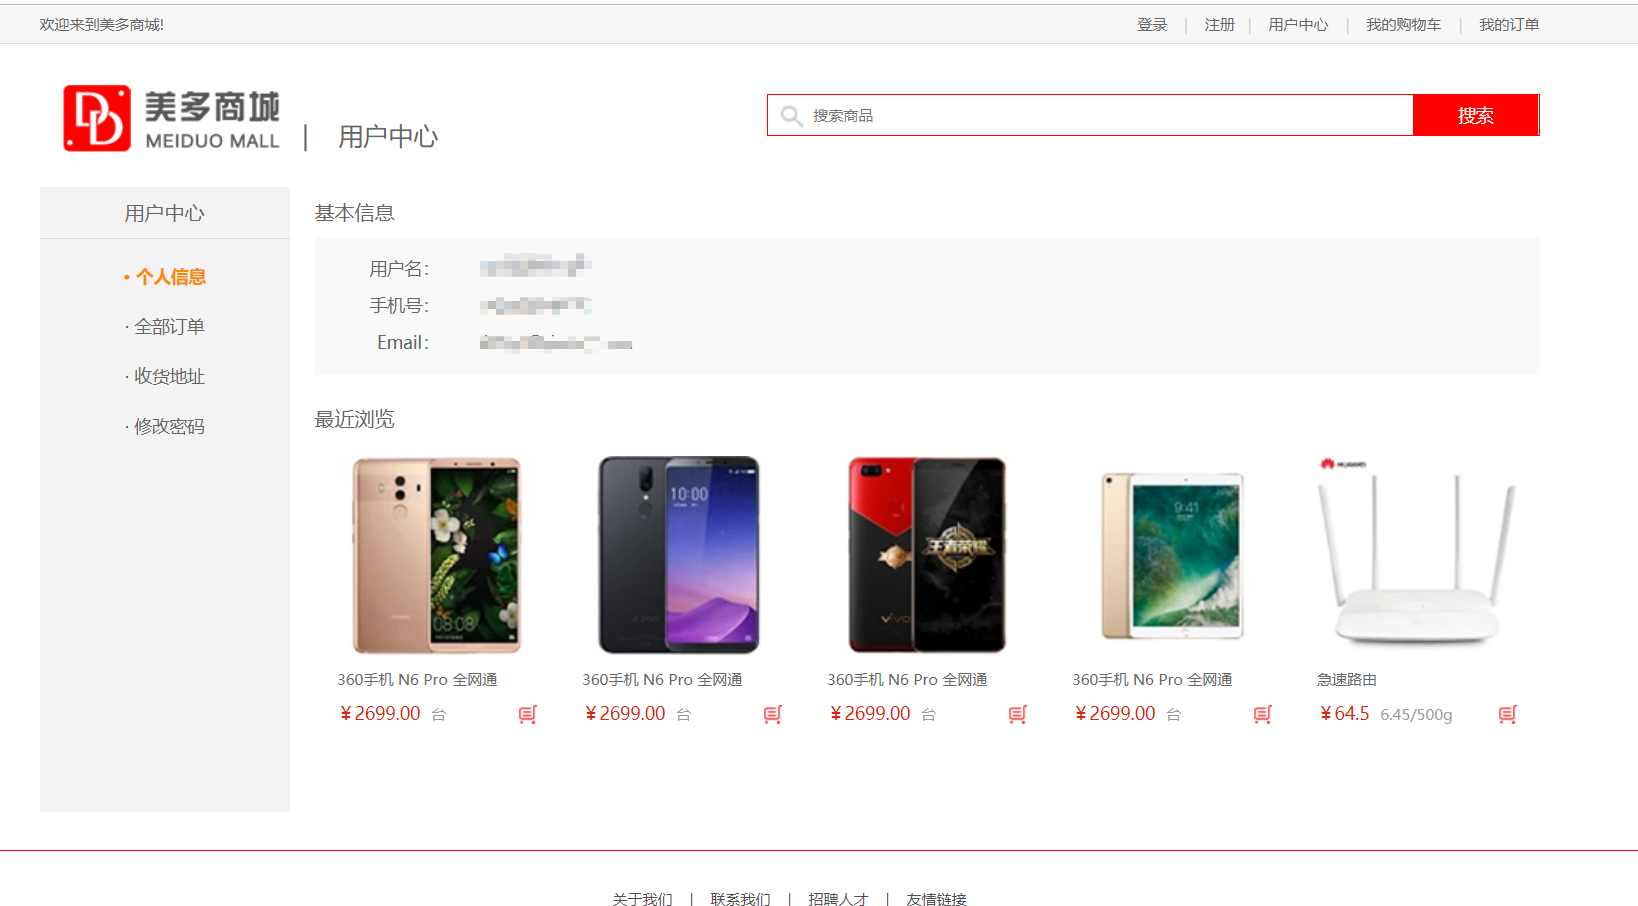 欢迎来到美多商城!
登录 | 注册 | 用户中心 | 我的购物车 | 我的订单
美多商城
MEIDUO MALL
| 用户中心
搜索商品
搜索
用户中心
· 个人信息
· 全部订单
· 收货地址
· 修改密码
基本信息
用户名：
手机号：
Email：
最近浏览
08:08
10:00
王者荣耀
vivo
9:41
HUAWEI
360手机 N6 Pro 全网通
¥2699.00 台
360手机 N6 Pro 全网通
¥2699.00 台
360手机 N6 Pro 全网通
¥2699.00 台
360手机 N6 Pro 全网通
¥2699.00 台
急速路由
¥64.5 6.45/500g
关于我们 | 联系我们 | 招聘人才 | 友情链接